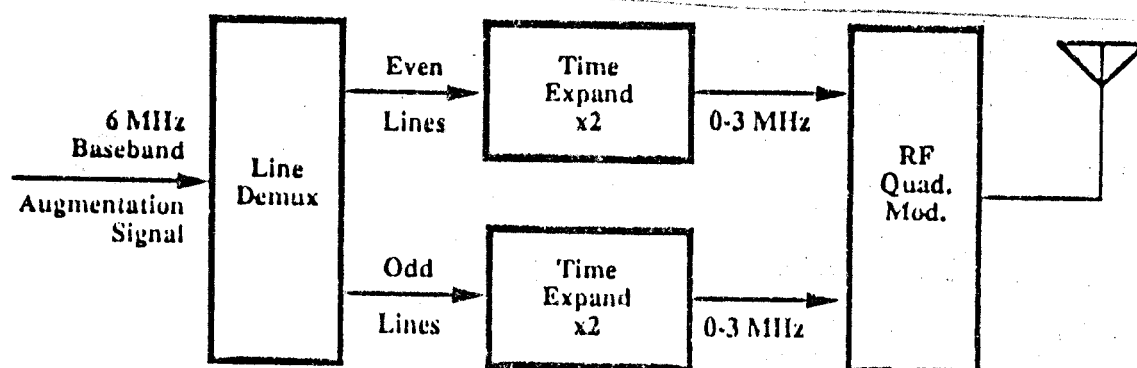 6 MHz
Baseband
Augmentation
Signal
Line
Demux
Even
Lines
Time
Expand
x2
0-3 MHz
Odd
Lines
Time
Expand
x2
0-3 MHz
RF
Quad.
Mod.